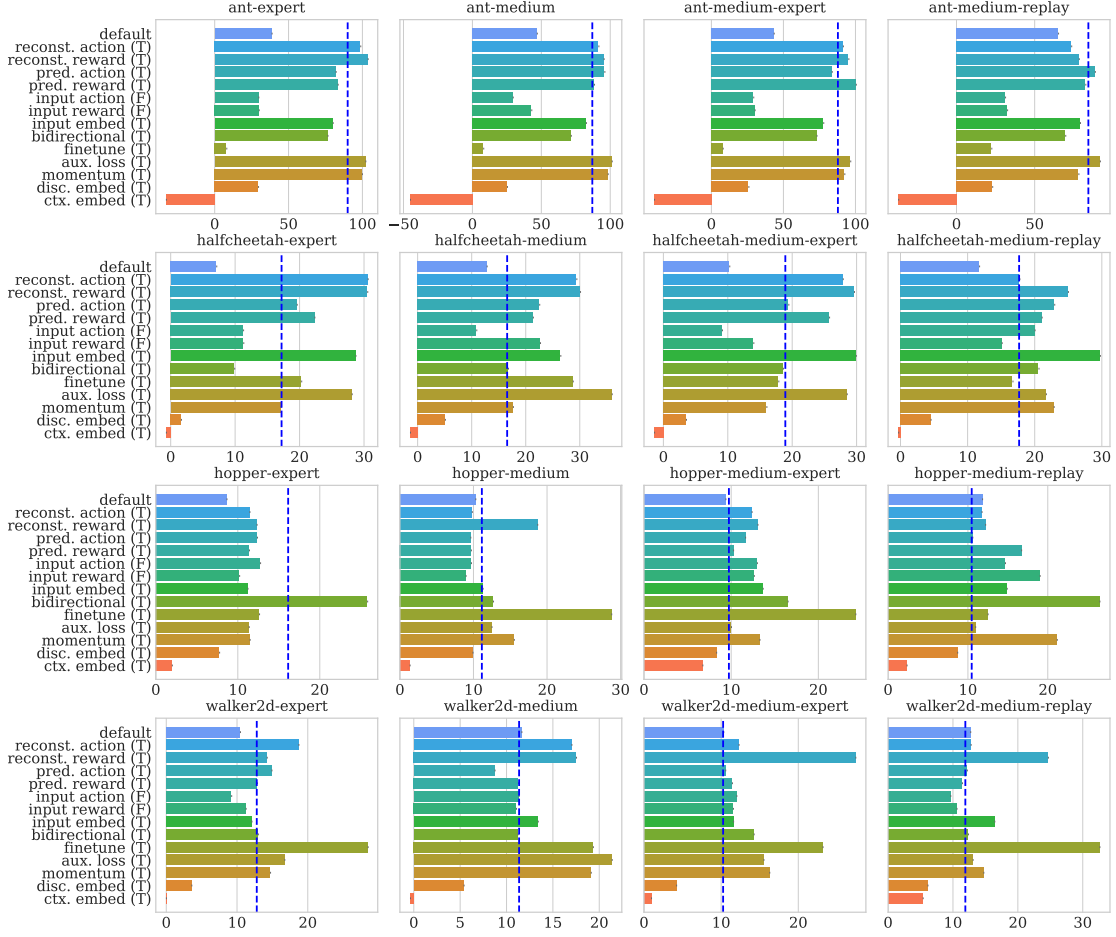 ant-expert
ant-medium
ant-medium-expert
ant-medium-replay
default
reconst. action (T)
reconst. reward (T)
pred. action (T)
pred. reward (T)
input action (F)
input reward (F)
input embed (T)
bidirectional (T)
finetune (T)
aux. loss (T)
momentum (T)
disc. embed (T)
ctx. embed (T)
0 50 100
−50 0 50 100
0 50 100
0 50
halfcheetah-expert
halfcheetah-medium
halfcheetah-medium-expert
halfcheetah-medium-replay
default
reconst. action (T)
reconst. reward (T)
pred. action (T)
pred. reward (T)
input action (F)
input reward (F)
input embed (T)
bidirectional (T)
finetune (T)
aux. loss (T)
momentum (T)
disc. embed (T)
ctx. embed (T)
0 10 20 30
0 10 20 30
0 10 20 30
0 10 20 30
hopper-expert
hopper-medium
hopper-medium-expert
hopper-medium-replay
default
reconst. action (T)
reconst. reward (T)
pred. action (T)
pred. reward (T)
input action (F)
input reward (F)
input embed (T)
bidirectional (T)
finetune (T)
aux. loss (T)
momentum (T)
disc. embed (T)
ctx. embed (T)
0 10 20
0 10 20 30
0 10 20
0 10 20
walker2d-expert
walker2d-medium
walker2d-medium-expert
walker2d-medium-replay
default
reconst. action (T)
reconst. reward (T)
pred. action (T)
pred. reward (T)
input action (F)
input reward (F)
input embed (T)
bidirectional (T)
finetune (T)
aux. loss (T)
momentum (T)
disc. embed (T)
ctx. embed (T)
0 10 20
0 5 10 15 20
0 10 20
0 10 20 30